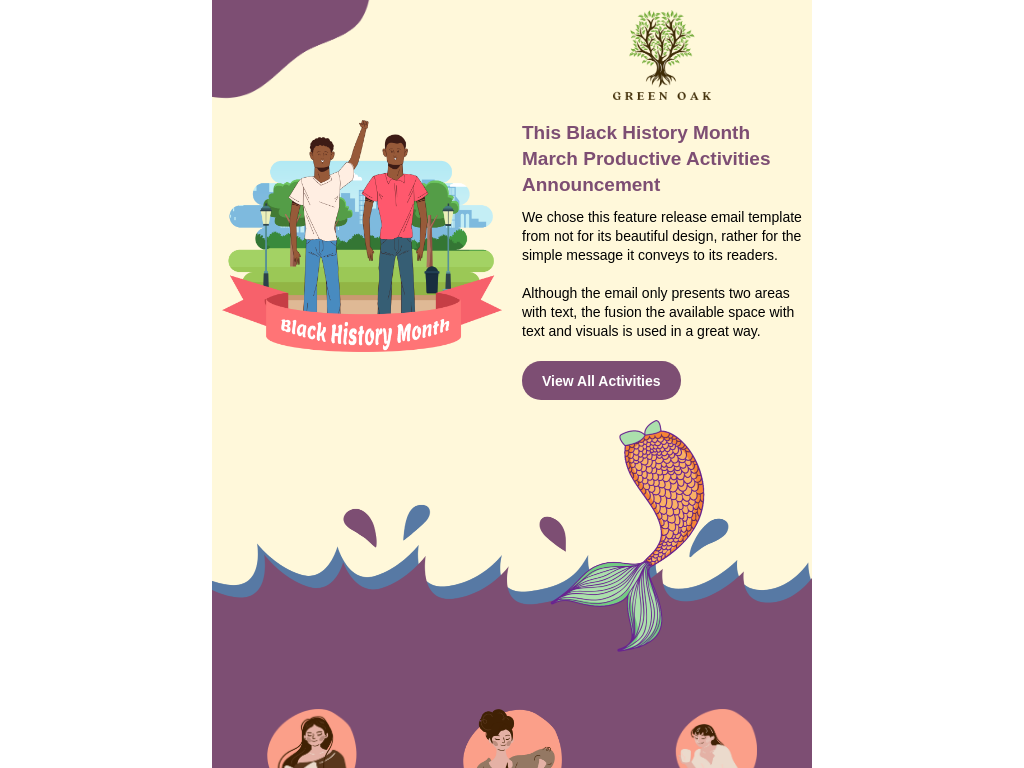 GREEN OAK
This Black History Month
March Productive Activities
Announcement
We chose this feature release email template
from not for its beautiful design, rather for the
simple message it conveys to its readers.
Although the email only presents two areas
with text, the fusion the available space with
text and visuals is used in a great way.
Black History Month
View All Activities